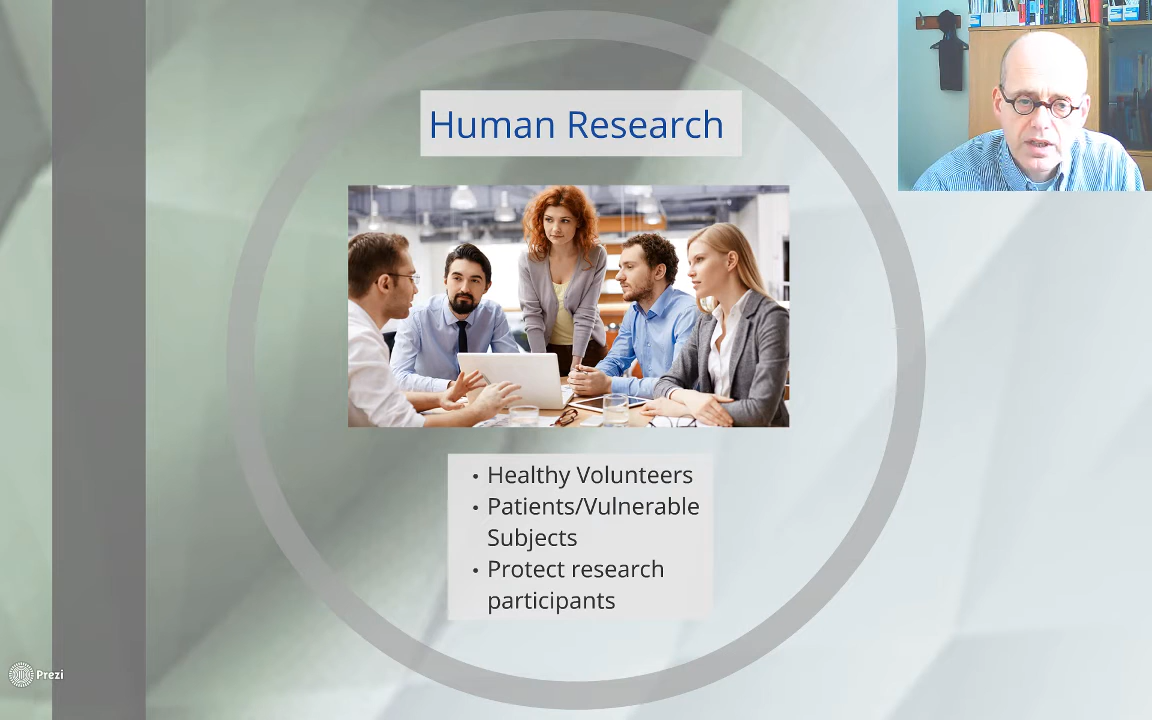 Human Research
• Healthy Volunteers
• Patients/Vulnerable
Subjects
• Protect research
participants
Prezi